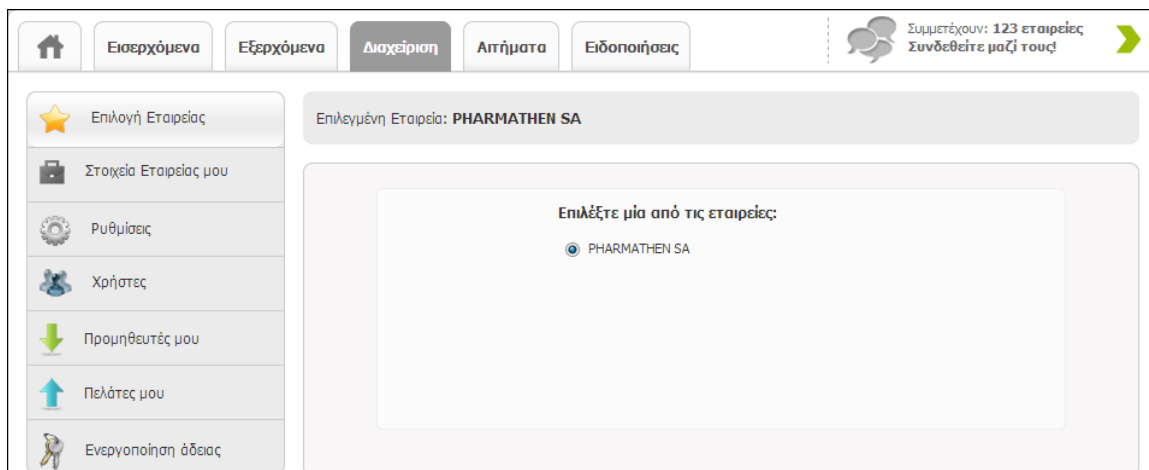 Εισερχόμενα
Εξερχόμενα
Διαχείριση
Αιτήματα
Ειδοποιήσεις
Συμμετέχουν: 123 εταιρείες
Συνδεθείτε μαζί τους!
Επιλογή Εταιρείας
Στοιχεία Εταιρείας μου
Ρυθμίσεις
Χρήστες
Προμηθευτές μου
Πελάτες μου
Ενεργοποίηση άδειας
Επιλεγμένη Εταιρεία: PHARMATHEN SA
Επιλέξτε μία από τις εταιρείες:
PHARMATHEN SA